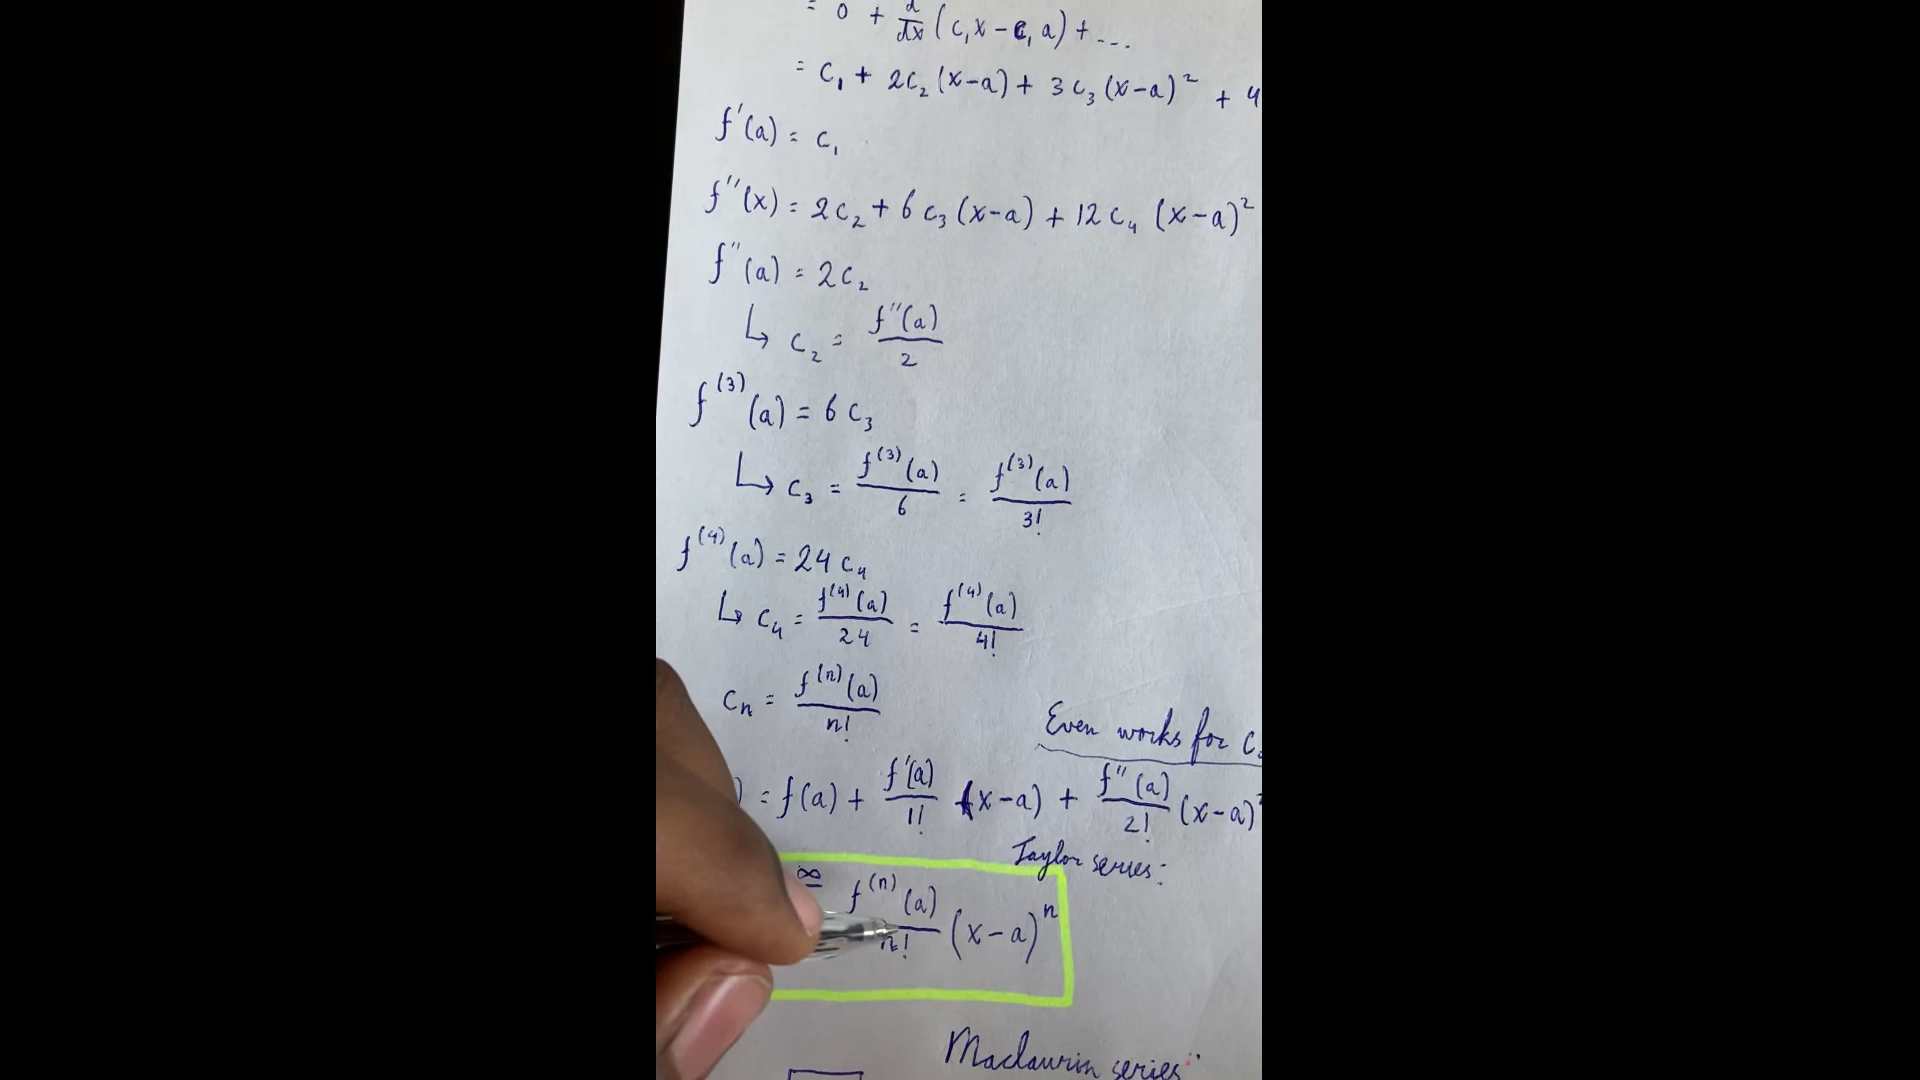 = 0 + d/dx (c₁x - c₁a) + ...
= c₁ + 2c₂(x-a) + 3c₃(x-a)² + 4
f'(a) = c₁
f''(x) = 2c₂ + 6c₃(x-a) + 12c₄(x-a)²
f''(a) = 2c₂
↳ c₂ = f''(a)/2
f⁽³⁾(a) = 6c₃
↳ c₃ = f⁽³⁾(a)/6 = f⁽³⁾(a)/3!
f⁽⁴⁾(a) = 24c₄
↳ c₄ = f⁽⁴⁾(a)/24 = f⁽⁴⁾(a)/4!
cₙ = f⁽ⁿ⁾(a)/n!
Even works for c
) = f(a) + f'(a)/1! (x-a) + f''(a)/2! (x-a)²
Taylor series:
∞ f⁽ⁿ⁾(a)/n! (x-a)ⁿ
Maclaurin series: